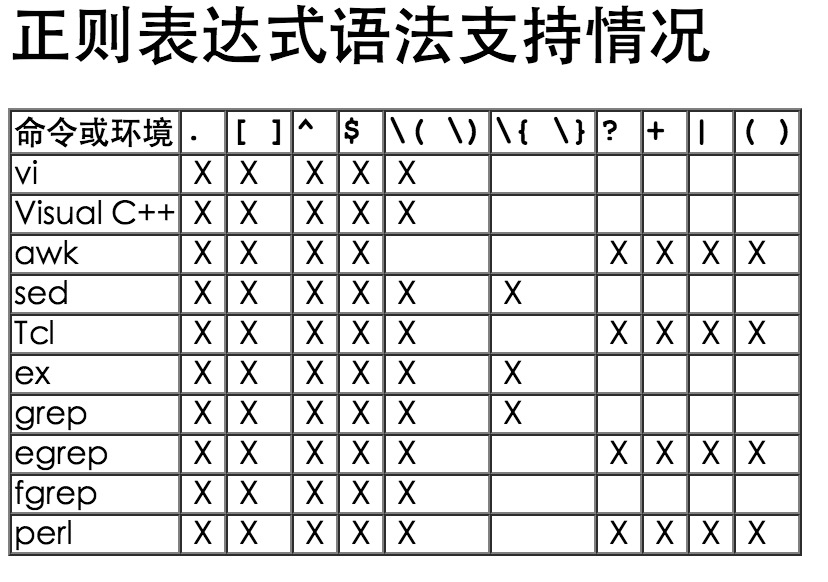 正则表达式语法支持情况
命令或环境 . [ ] ^ $ \( \) \{ \} ? + | ( )
vi X X X X X
Visual C++ X X X X X
awk X X X X X X X X
sed X X X X X X
Tcl X X X X X X X X X
ex X X X X X X
grep X X X X X X
egrep X X X X X X X X X
fgrep X X X X X
perl X X X X X X X X X